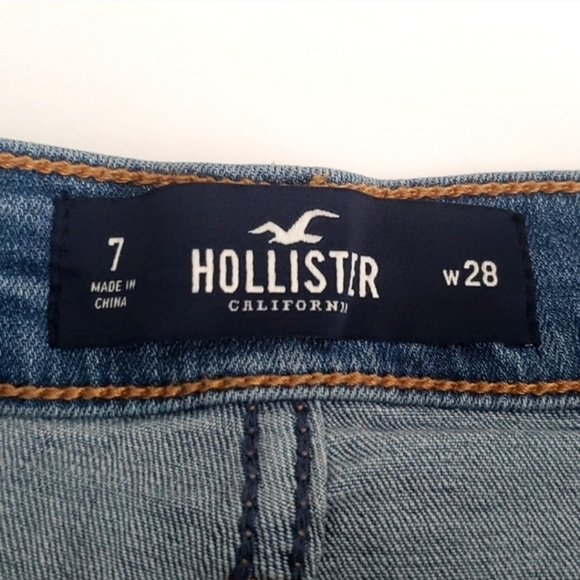 7
MADE IN
CHINA
HOLLISTER
CALIFORNIA
w28